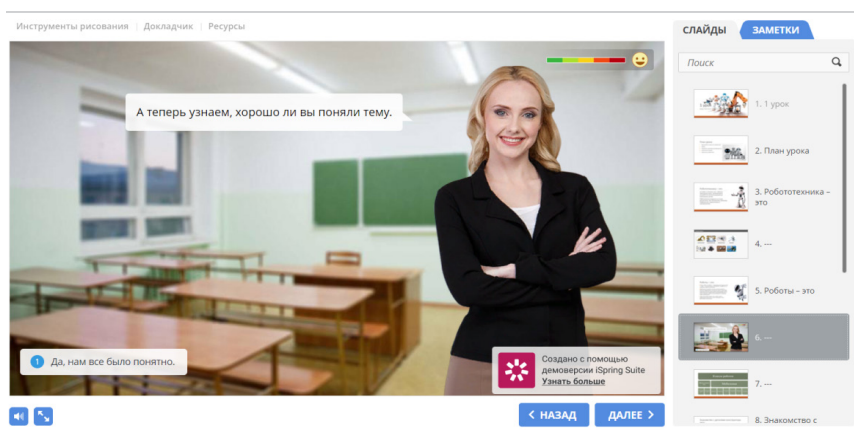 Инструменты рисования | Докладчик | Ресурсы
СЛАЙДЫ
ЗАМЕТКИ
А теперь узнаем, хорошо ли вы поняли тему.
1 Да, нам все было понятно.
Создано с помощью
демоверсии iSpring Suite
Узнать больше
НАЗАД
ДАЛЕЕ
Поиск
1. 1 урок
2. План урока
3. Робототехника –
это
4. —
5. Роботы – это
6. —
7. —
8. Знакомство с